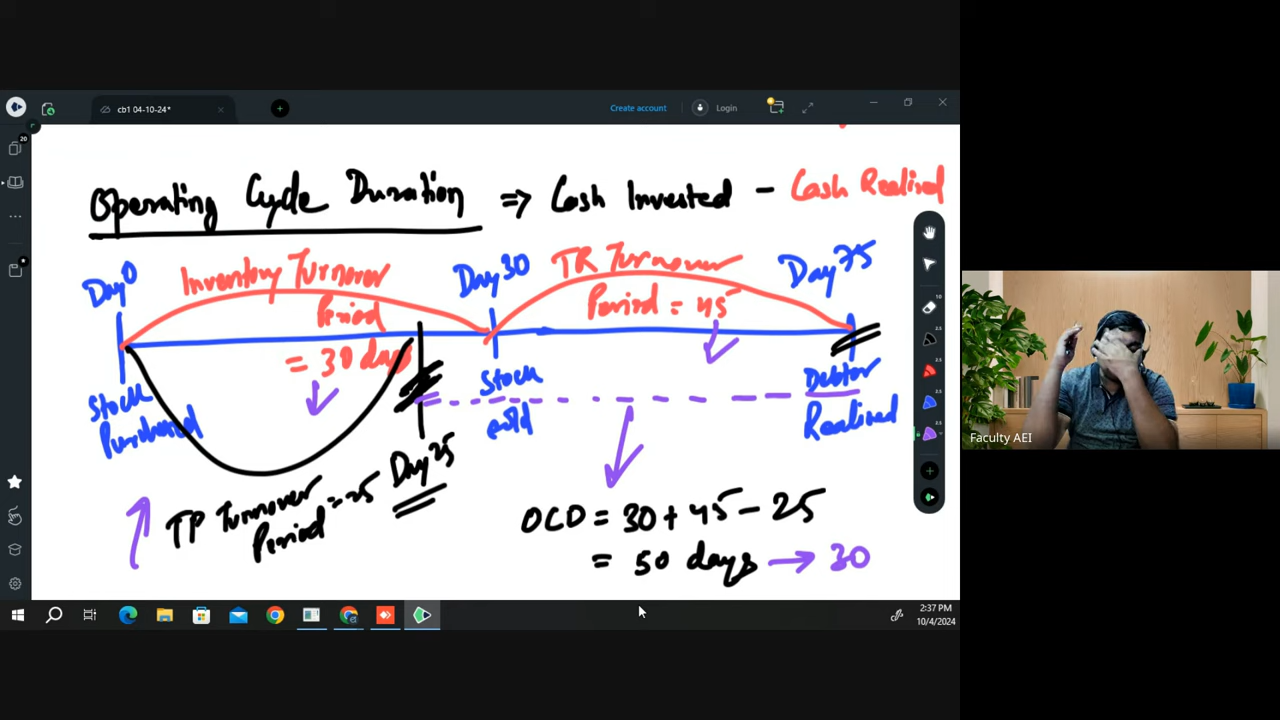 cb1 04-10-24*
Create account
Login
20
Operating Cycle Duration => Cash Invested - Cash Realised
Day 0
Inventory Turnover
Period
= 30 days
Day 30
TR Turnover
Period = 45
Day 75
Stock
Purchased
Stock
sold
Debtor
Realised
Day 25
TP Turnover
Period = 25
OCD = 30 + 45 - 25
= 50 days → 30
Faculty AEI
2:37 PM
10/4/2024